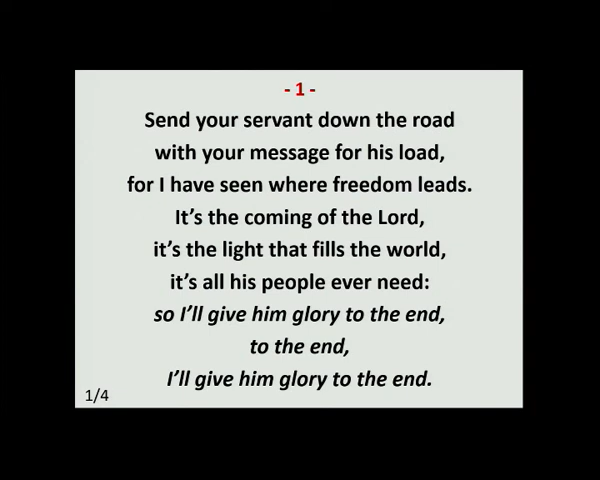 - 1 -
Send your servant down the road
with your message for his load,
for I have seen where freedom leads.
It’s the coming of the Lord,
it’s the light that fills the world,
it’s all his people ever need:
so I’ll give him glory to the end,
to the end,
I’ll give him glory to the end.
1/4